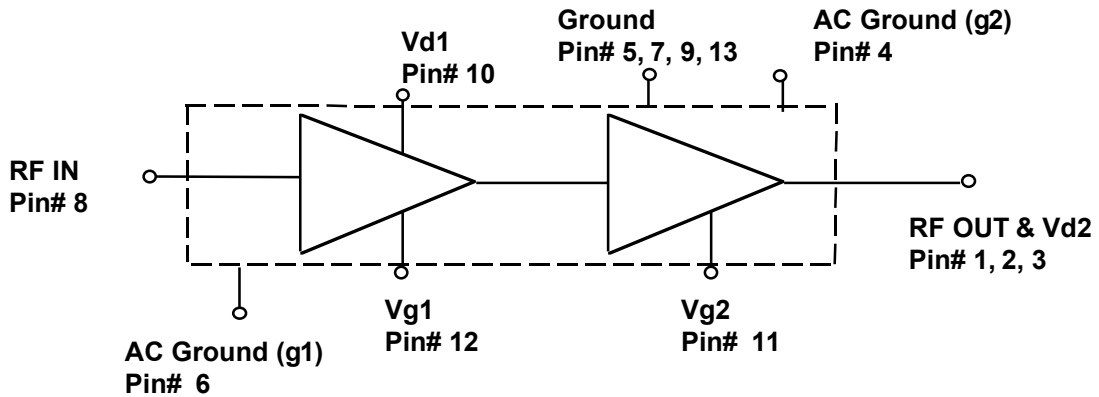 Ground
Pin# 5, 7, 9, 13
AC Ground (g2)
Pin# 4
Vd1
Pin# 10
RF IN
Pin# 8
RF OUT & Vd2
Pin# 1, 2, 3
Vg1
Pin# 12
Vg2
Pin# 11
AC Ground (g1)
Pin# 6